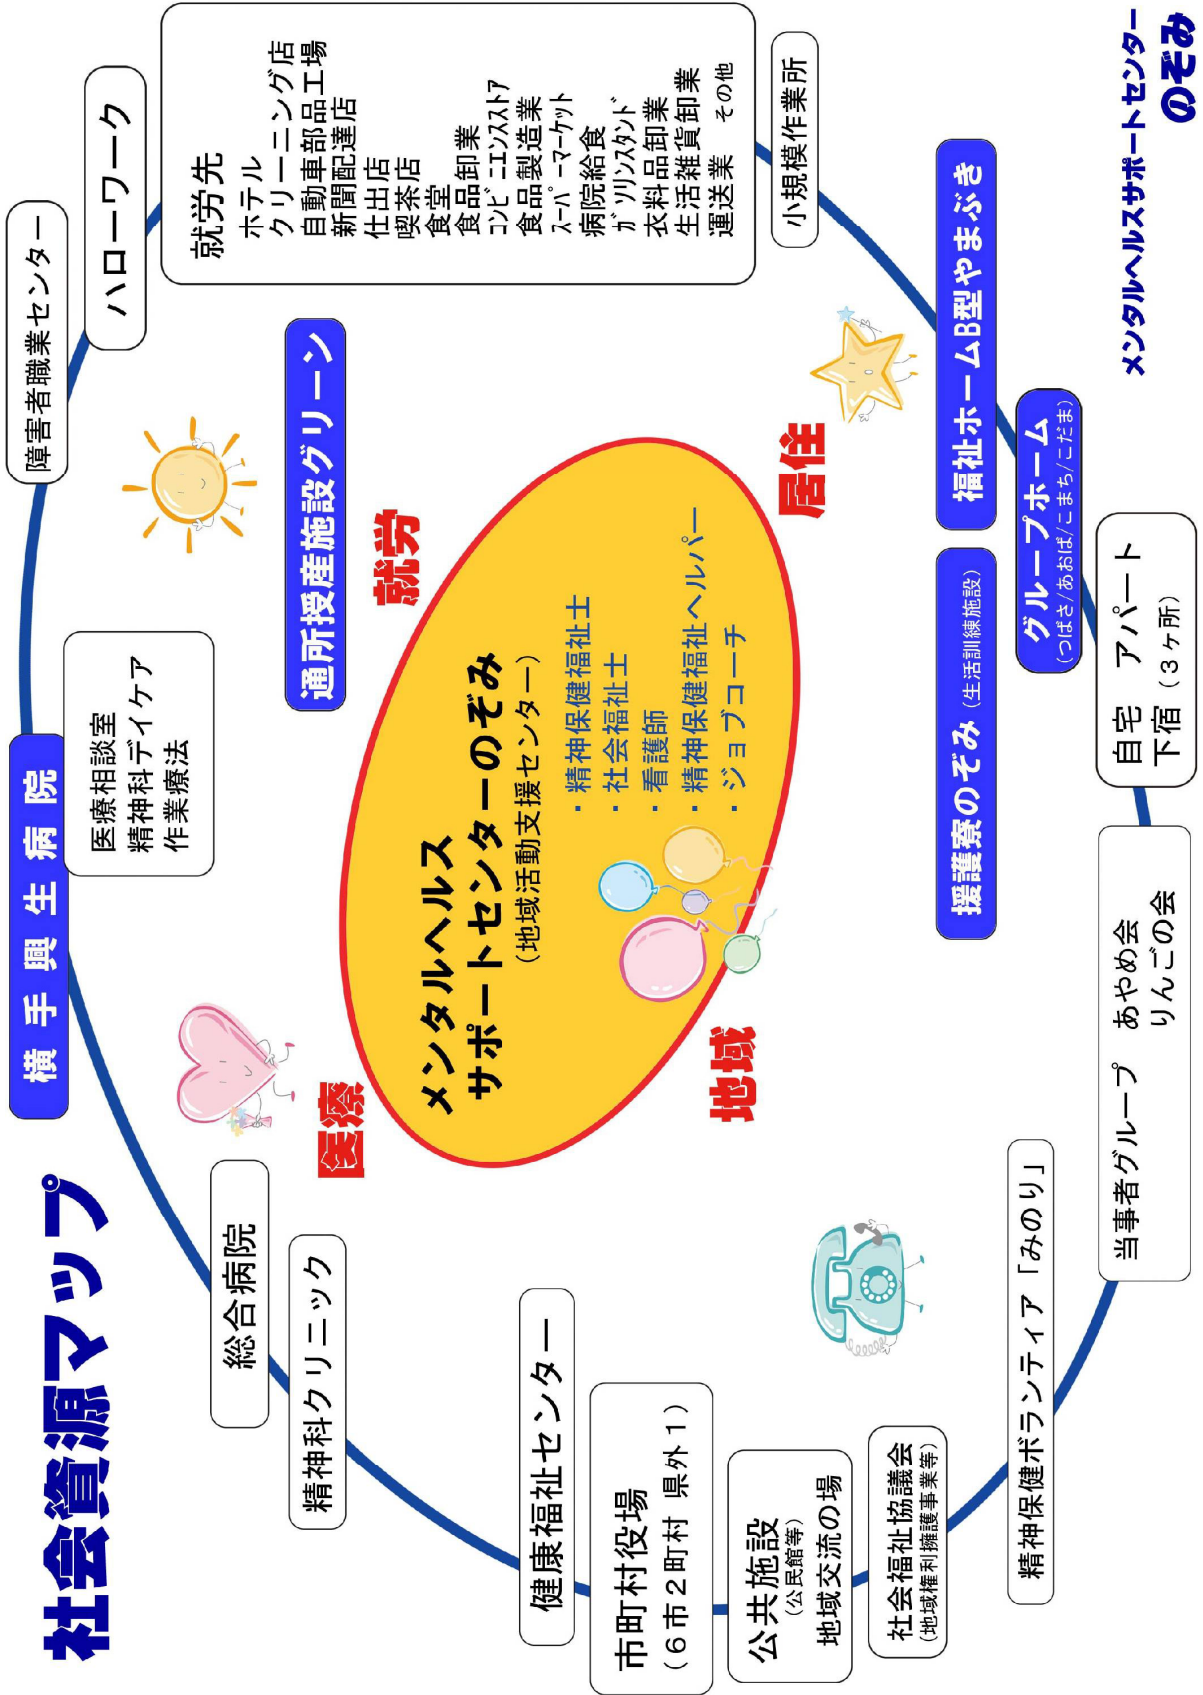 社会資源マップ
横手興生病院
医療相談室
精神科デイケア
作業療法
障害者職業センター
ハローワーク
就労先
ホテル
クリーニング店
自動車部品工場
新聞配達店
仕出店
喫茶店
食堂
食品卸業
コンビニエンスストア
食品製造業
スーパーマーケット
病院給食
ガソリンスタンド
衣料品卸業
生活雑貨卸業
運送業 その他
小規模作業所
通所授産施設グリーン
総合病院
精神科クリニック
医療
就労
メンタルヘルス
サポートセンターのぞみ
(地域活動支援センター)
・精神保健福祉士
・社会福祉士
・看護師
・精神保健福祉ヘルパー
・ジョブコーチ
地域
居住
健康福祉センター
市町村役場
(6市2町村 県外1)
公共施設
(公民館等)
地域交流の場
社会福祉協議会
(地域権利擁護事業等)
精神保健ボランティア「みのり」
当事者グループ あやめ会
りんごの会
援護寮のぞみ(生活訓練施設)
福祉ホームB型やまぶき
グループホーム
(つばさ/あおば/こまち/こだま)
自宅 アパート
下宿(3ヶ所)
メンタルヘルスサポートセンター
のぞみ